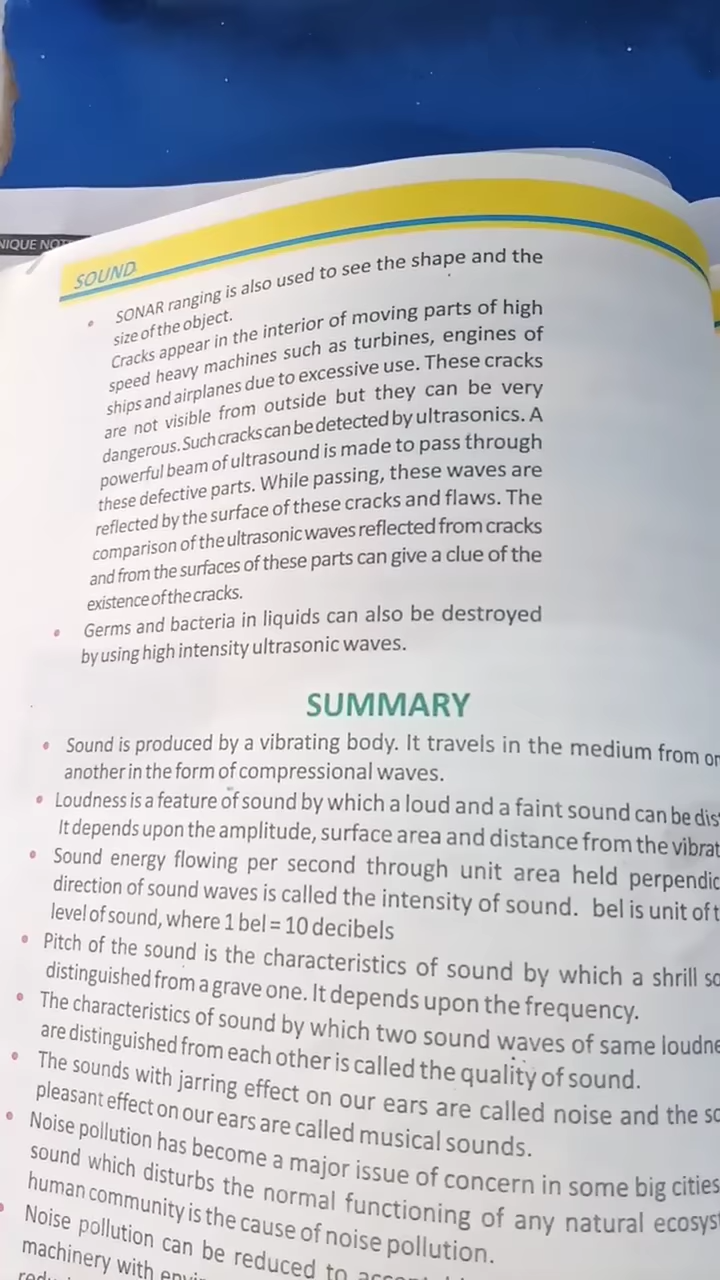 NIQUE NOT
SOUND
• SONAR ranging is also used to see the shape and the
size of the object.
Cracks appear in the interior of moving parts of high
speed heavy machines such as turbines, engines of
ships and airplanes due to excessive use. These cracks
are not visible from outside but they can be very
dangerous. Such cracks can be detected by ultrasonics. A
powerful beam of ultrasound is made to pass through
these defective parts. While passing, these waves are
reflected by the surface of these cracks and flaws. The
comparison of the ultrasonic waves reflected from cracks
and from the surfaces of these parts can give a clue of the
existence of the cracks.
• Germs and bacteria in liquids can also be destroyed
by using high intensity ultrasonic waves.
SUMMARY
• Sound is produced by a vibrating body. It travels in the medium from
another in the form of compressional waves.
• Loudness is a feature of sound by which a loud and a faint sound can be dis
It depends upon the amplitude, surface area and distance from the vibrat
• Sound energy flowing per second through unit area held perpendic
direction of sound waves is called the intensity of sound. bel is unit of
level of sound, where 1 bel = 10 decibels
• Pitch of the sound is the characteristics of sound by which a shrill so
distinguished from a grave one. It depends upon the frequency.
• The characteristics of sound by which two sound waves of same loudne
are distinguished from each other is called the quality of sound.
• The sounds with jarring effect on our ears are called noise and the so
pleasant effect on our ears are called musical sounds.
• Noise pollution has become a major issue of concern in some big cities
sound which disturbs the normal functioning of any natural ecosyst
human community is the cause of noise pollution.
• Noise pollution can be reduced to
machinery with